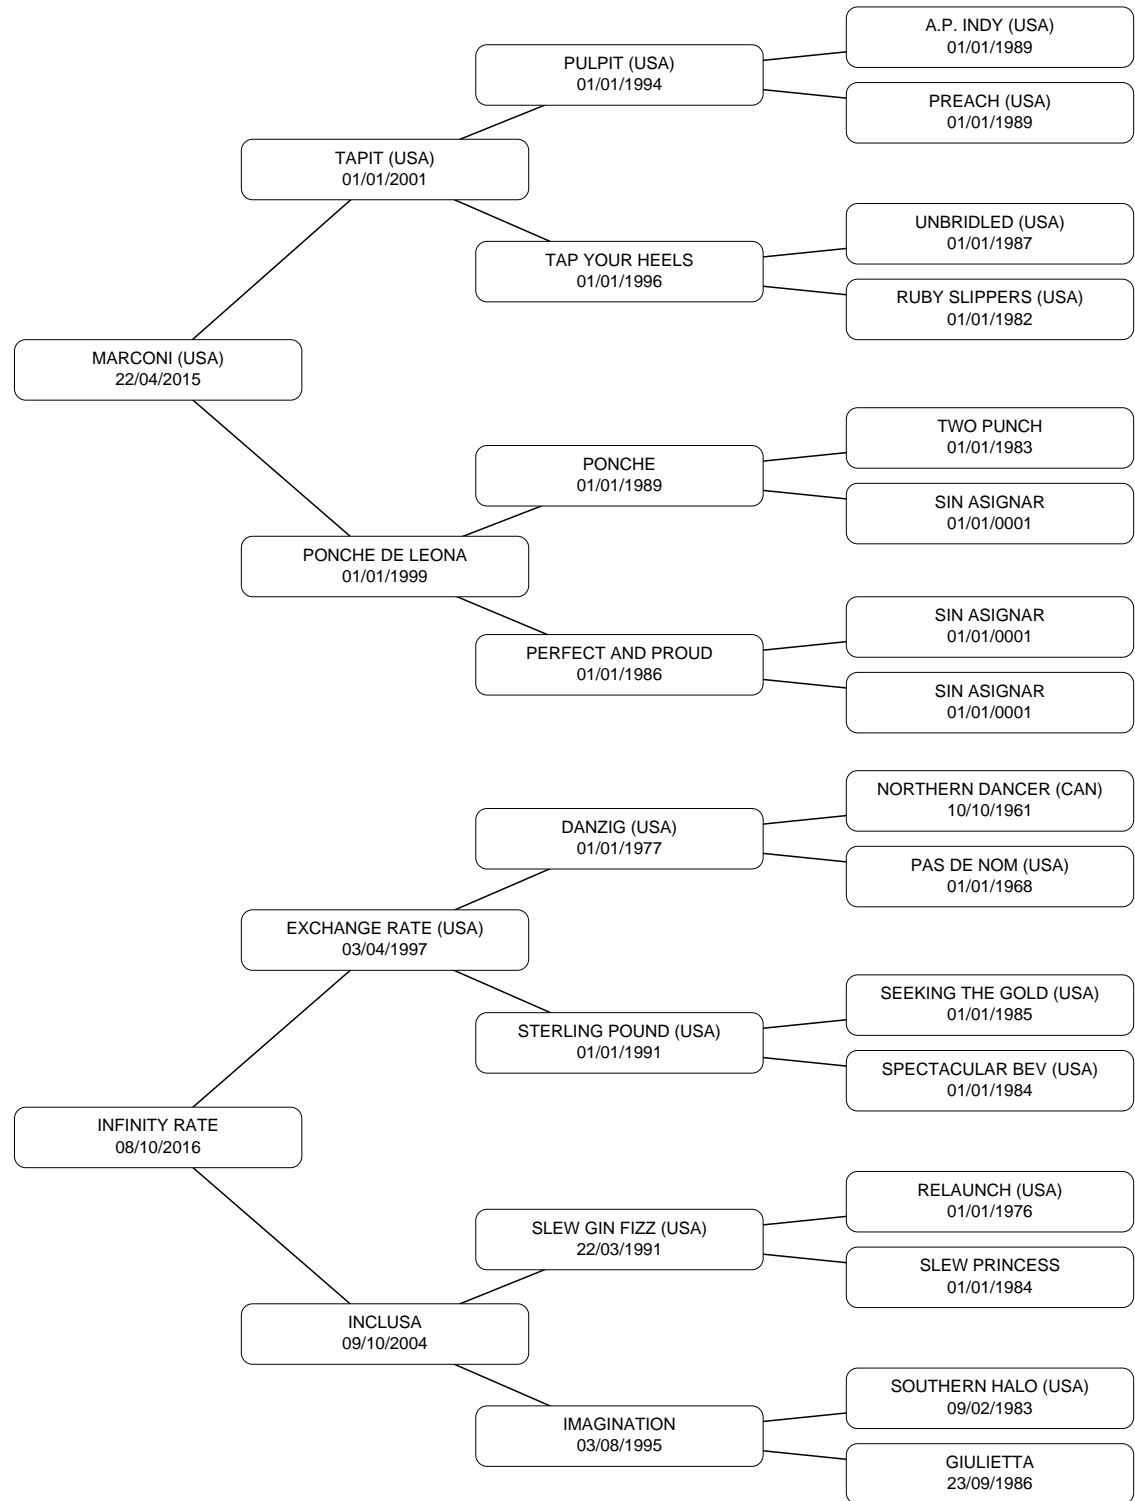 A.P. INDY (USA)
01/01/1989
PULPIT (USA)
01/01/1994
PREACH (USA)
01/01/1989
TAPIT (USA)
01/01/2001
UNBRIDLED (USA)
01/01/1987
TAP YOUR HEELS
01/01/1996
RUBY SLIPPERS (USA)
01/01/1982
MARCONI (USA)
22/04/2015
TWO PUNCH
01/01/1983
PONCHE
01/01/1989
SIN ASIGNAR
01/01/0001
PONCHE DE LEONA
01/01/1999
SIN ASIGNAR
01/01/0001
PERFECT AND PROUD
01/01/1986
SIN ASIGNAR
01/01/0001
NORTHERN DANCER (CAN)
10/10/1961
DANZIG (USA)
01/01/1977
PAS DE NOM (USA)
01/01/1968
EXCHANGE RATE (USA)
03/04/1997
SEEKING THE GOLD (USA)
01/01/1985
STERLING POUND (USA)
01/01/1991
SPECTACULAR BEV (USA)
01/01/1984
INFINITY RATE
08/10/2016
RELAUNCH (USA)
01/01/1976
SLEW GIN FIZZ (USA)
22/03/1991
SLEW PRINCESS
01/01/1984
INCLUSA
09/10/2004
SOUTHERN HALO (USA)
09/02/1983
IMAGINATION
03/08/1995
GIULIETTA
23/09/1986